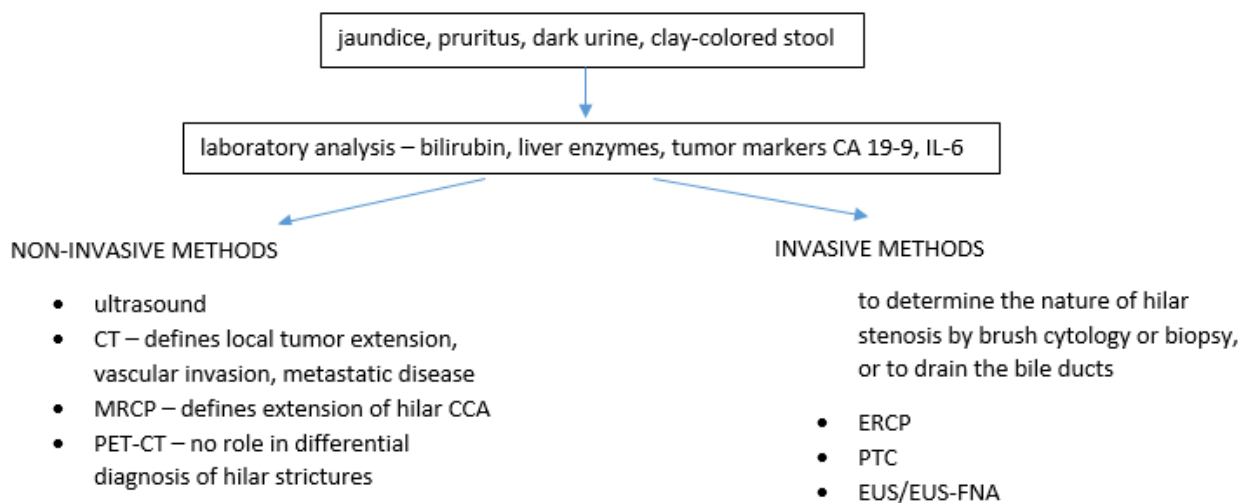 jaundice, pruritus, dark urine, clay-colored stool
laboratory analysis – bilirubin, liver enzymes, tumor markers CA 19-9, IL-6
NON-INVASIVE METHODS
• ultrasound
• CT – defines local tumor extension,
vascular invasion, metastatic disease
• MRCP – defines extension of hilar CCA
• PET-CT – no role in differential
diagnosis of hilar strictures
INVASIVE METHODS
to determine the nature of hilar
stenosis by brush cytology or biopsy,
or to drain the bile ducts
• ERCP
• PTC
• EUS/EUS-FNA